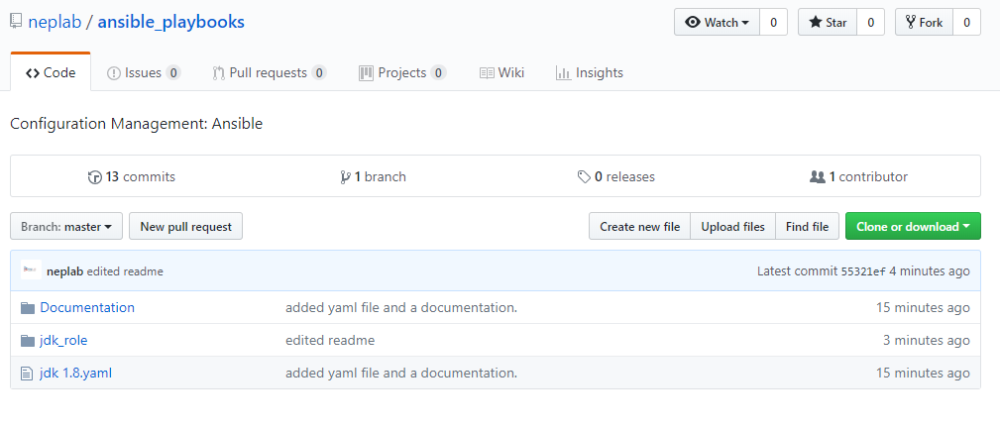 neplab / ansible_playbooks Watch 0 Star 0 Fork 0
Code Issues 0 Pull requests 0 Projects 0 Wiki Insights
Configuration Management: Ansible
13 commits 1 branch 0 releases 1 contributor
Branch: master New pull request Create new file Upload files Find file Clone or download
neplab edited readme Latest commit 55321ef 4 minutes ago
Documentation added yaml file and a documentation. 15 minutes ago
jdk_role edited readme 3 minutes ago
jdk 1.8.yaml added yaml file and a documentation. 15 minutes ago